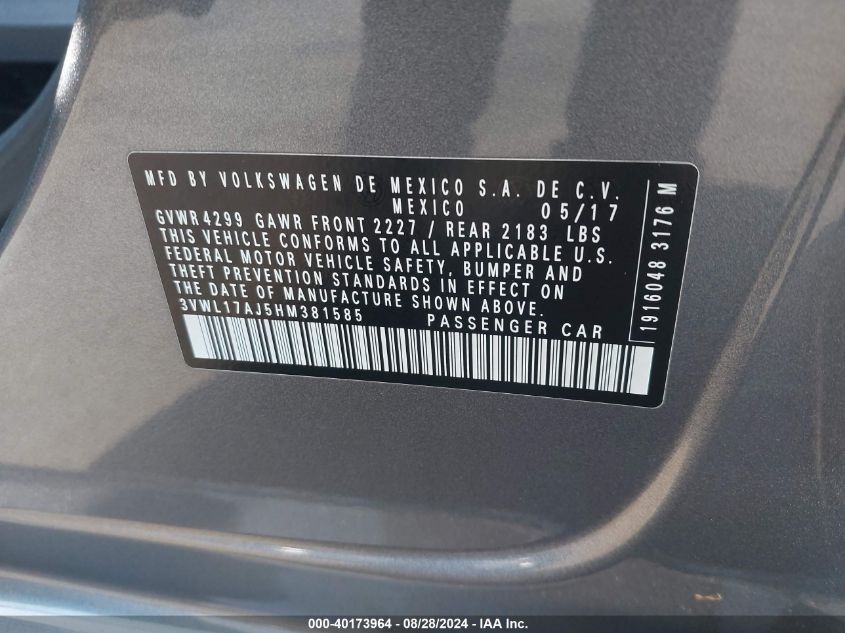 MFD BY VOLKSWAGEN DE MEXICO S.A. DE C.V.
MEXICO 05/17
GVWR 4299 GAWR FRONT 2227 / REAR 2183 LBS
THIS VEHICLE CONFORMS TO ALL APPLICABLE U.S.
FEDERAL MOTOR VEHICLE SAFETY, BUMPER AND
THEFT PREVENTION STANDARDS IN EFFECT ON
THE DATE OF MANUFACTURE SHOWN ABOVE.
3VWL17AJ5HM381585 PASSENGER CAR
1916048 3176 M
000-40173964 / 08/28/2024 - IAA Inc.